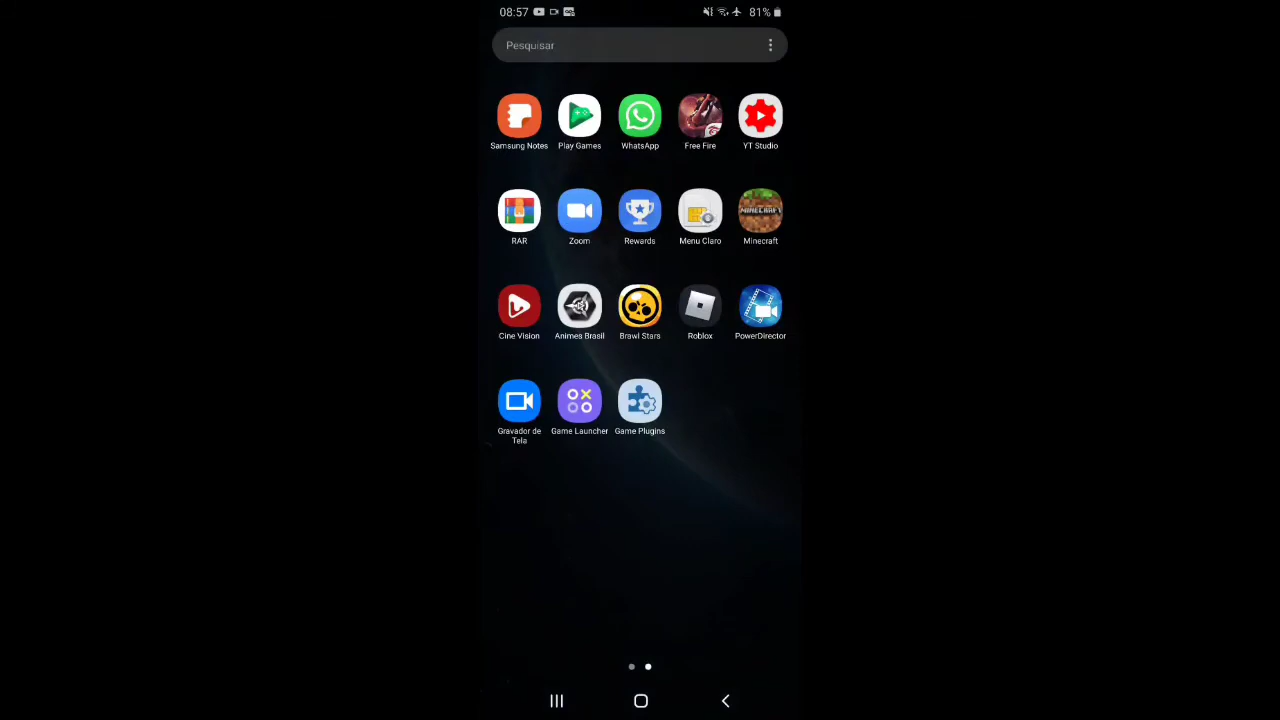 08:57
81%
Pesquisar
Samsung Notes
Play Games
WhatsApp
Free Fire
YT Studio
RAR
Zoom
Rewards
Menu Claro
MINECRAFT
Minecraft
Cine Vision
Animes Brasil
Brawl Stars
Roblox
PowerDirector
Gravador de
Tela
Game Launcher
Game Plugins